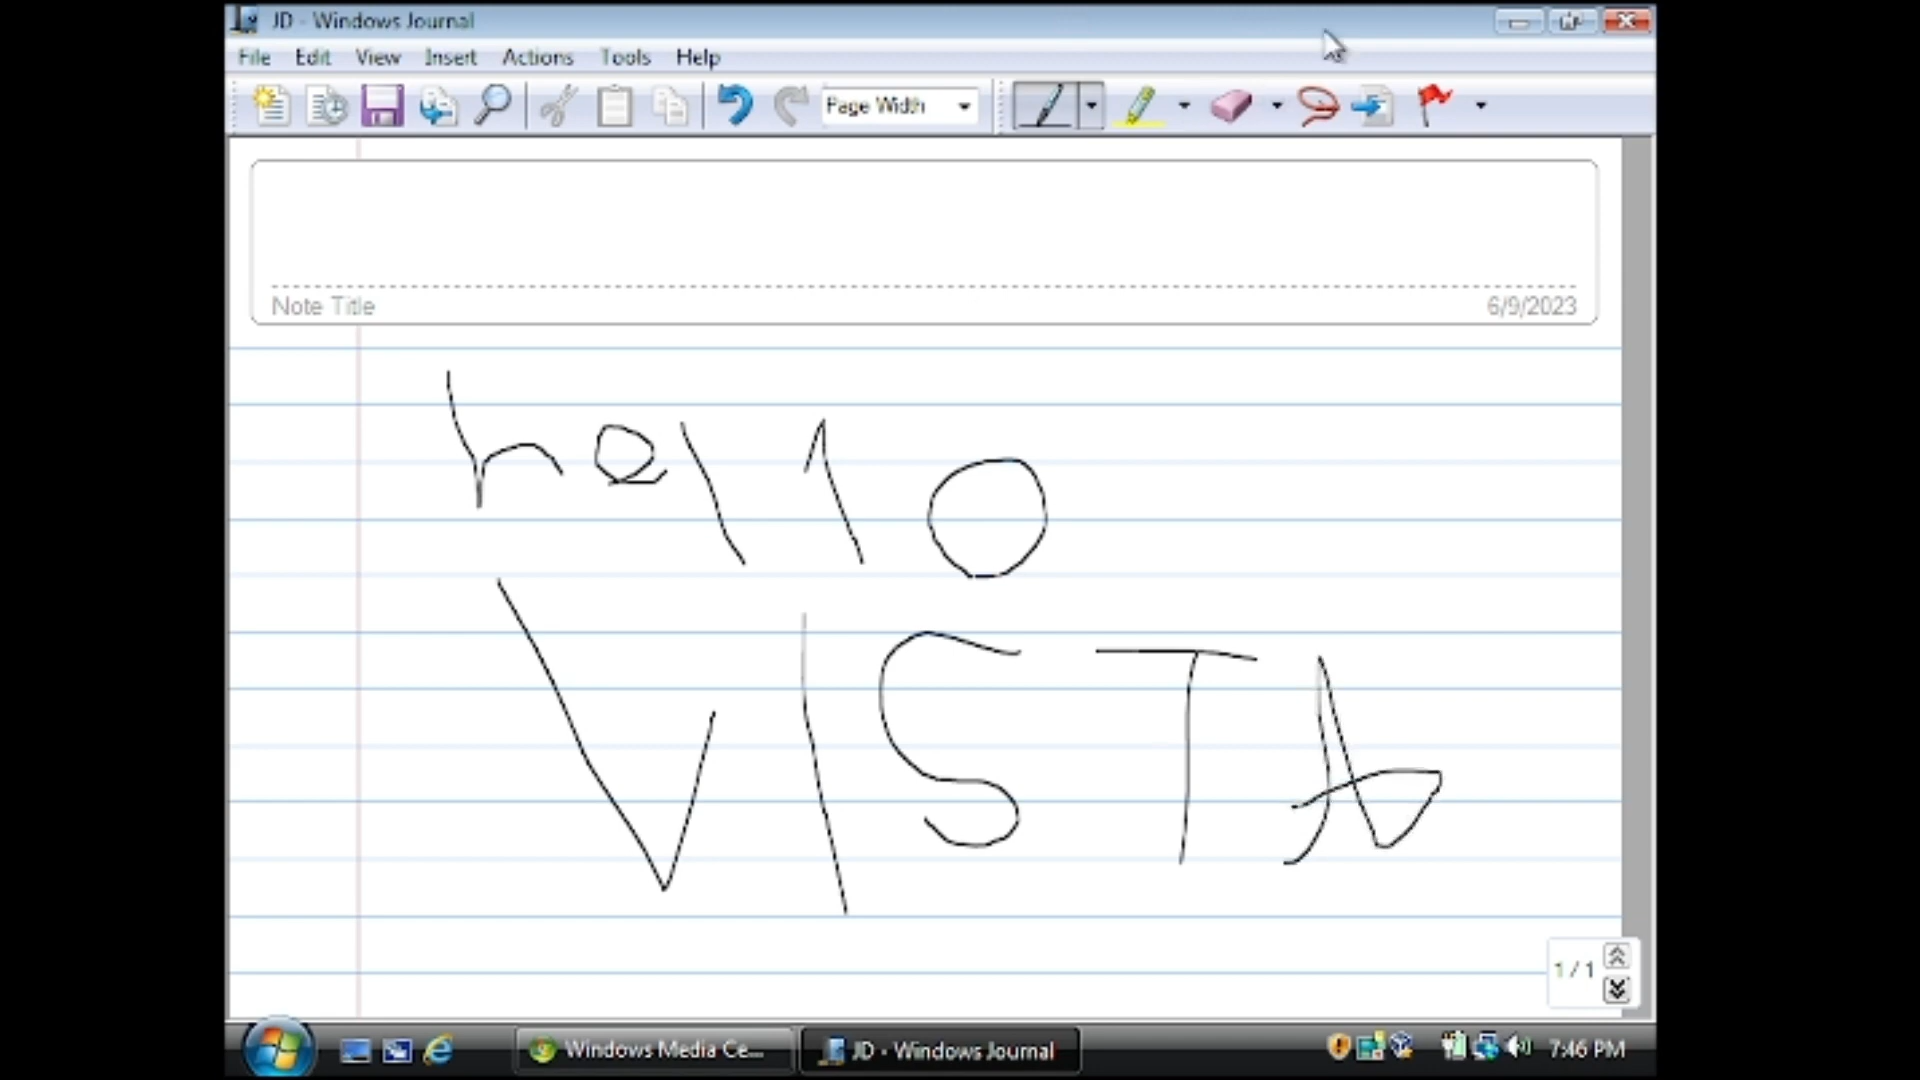 JD - Windows Journal
File Edit View Insert Actions Tools Help
Page Width
Note Title 6/9/2023
hello
VISTA
1 / 1
Windows Media Ce... JD - Windows Journal 7:46 PM